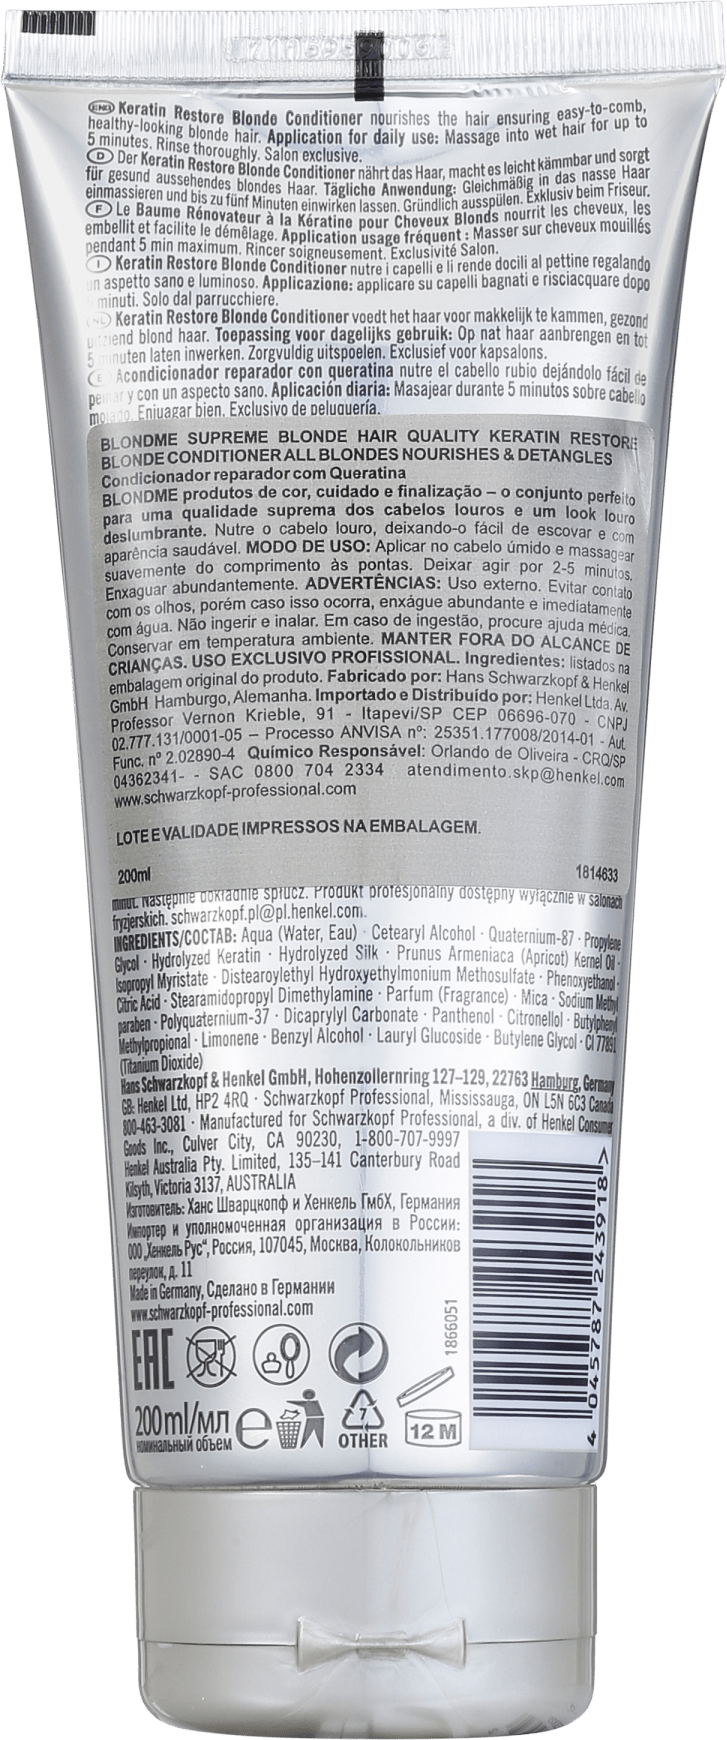 ENG Keratin Restore Blonde Conditioner nourishes the hair ensuring easy-to-comb,
healthy-looking blonde hair. Application for daily use: Massage into wet hair for up to
5 minutes. Rinse thoroughly. Salon exclusive.
D Der Keratin Restore Blonde Conditioner nährt das Haar, macht es leicht kämmbar und sorgt
für gesund aussehendes blondes Haar. Tägliche Anwendung: Gleichmäßig in das nasse Haar
einmassieren und bis zu fünf Minuten einwirken lassen. Gründlich ausspülen. Exklusiv beim Friseur.
F Le Baume Rénovateur à la Kératine pour Cheveux Blonds nourrit les cheveux, les
embellit et facilite le démêlage. Application usage fréquent : Masser sur cheveux mouillés
pendant 5 min maximum. Rincer soigneusement. Exclusivité Salon.
I Keratin Restore Blonde Conditioner nutre i capelli e li rende docili al pettine regalando
un aspetto sano e luminoso. Applicazione: applicare su capelli bagnati e risciacquare dopo
5 minuti. Solo dal parrucchiere.
NL Keratin Restore Blonde Conditioner voedt het haar voor makkelijk te kammen, gezond
uitziend blond haar. Toepassing voor dagelijks gebruik: Op nat haar aanbrengen en tot
5 minuten laten inwerken. Zorgvuldig uitspoelen. Exclusief voor kapsalons.
E Acondicionador reparador con queratina nutre el cabello rubio dejándolo fácil de
peinar y con un aspecto sano. Aplicación diaria: Masajear durante 5 minutos sobre cabello
mojado. Enjuagar bien. Exclusivo de peluquería.
BLONDME SUPREME BLONDE HAIR QUALITY KERATIN RESTORE
BLONDE CONDITIONER ALL BLONDES NOURISHES & DETANGLES
Condicionador reparador com Queratina
BLONDME produtos de cor, cuidado e finalização – o conjunto perfeito
para uma qualidade suprema dos cabelos louros e um look louro
deslumbrante. Nutre o cabelo louro, deixando-o fácil de escovar e com
aparência saudável. MODO DE USO: Aplicar no cabelo úmido e massagear
suavemente do comprimento às pontas. Deixar agir por 2-5 minutos.
Enxaguar abundantemente. ADVERTÊNCIAS: Uso externo. Evitar contato
com os olhos, porém caso isso ocorra, enxágue abundante e imediatamente
com água. Não ingerir e inalar. Em caso de ingestão, procure ajuda médica.
Conservar em temperatura ambiente. MANTER FORA DO ALCANCE DE
CRIANÇAS. USO EXCLUSIVO PROFISSIONAL. Ingredientes: listados na
embalagem original do produto. Fabricado por: Hans Schwarzkopf & Henkel
GmbH Hamburgo, Alemanha. Importado e Distribuído por: Henkel Ltda. Av.
Professor Vernon Krieble, 91 - Itapevi/SP CEP 06696-070 - CNPJ
02.777.131/0001-05 – Processo ANVISA nº: 25351.177008/2014-01 - Aut.
Func. nº 2.02890-4 Químico Responsável: Orlando de Oliveira - CRQ/SP
04362341- - SAC 0800 704 2334 atendimento.skp@henkel.com
www.schwarzkopf-professional.com
LOTE E VALIDADE IMPRESSOS NA EMBALAGEM.
200ml 1814633
minut. Następnie dokładnie spłucz. Produkt profesjonalny dostępny wyłącznie w salonach
fryzjerskich. schwarzkopf.pl@pl.henkel.com.
INGREDIENTS/СОСТАВ: Aqua (Water, Eau) · Cetearyl Alcohol · Quaternium-87 · Propylene
Glycol · Hydrolyzed Keratin · Hydrolyzed Silk · Prunus Armeniaca (Apricot) Kernel Oil ·
Isopropyl Myristate · Distearoylethyl Hydroxyethylmonium Methosulfate · Phenoxyethanol ·
Citric Acid · Stearamidopropyl Dimethylamine · Parfum (Fragrance) · Mica · Sodium Methyl
paraben · Polyquaternium-37 · Dicaprylyl Carbonate · Panthenol · Citronellol · Butylphenyl
Methylpropional · Limonene · Benzyl Alcohol · Lauryl Glucoside · Butylene Glycol · CI 77891
(Titanium Dioxide)
Hans Schwarzkopf & Henkel GmbH, Hohenzollernring 127–129, 22763 Hamburg, Germany
GB: Henkel Ltd, HP2 4RQ · Schwarzkopf Professional, Mississauga, ON L5N 6C3 Canada
800-463-3081 · Manufactured for Schwarzkopf Professional, a div. of Henkel Consumer
Goods Inc., Culver City, CA 90230, 1-800-707-9997
Henkel Australia Pty. Limited, 135–141 Canterbury Road
Kilsyth, Victoria 3137, AUSTRALIA
Изготовитель: Ханс Шварцкопф и Хенкель ГмбХ, Германия
Импортер и уполномоченная организация в России:
ООО „Хенкель Рус“, Россия, 107045, Москва, Колокольников
переулок, д. 11
Made in Germany, Сделано в Германии
www.schwarzkopf-professional.com
1866051
4 045787 243918 >
EAC
200ml/мл e
номинальный объем
7
OTHER
12 M